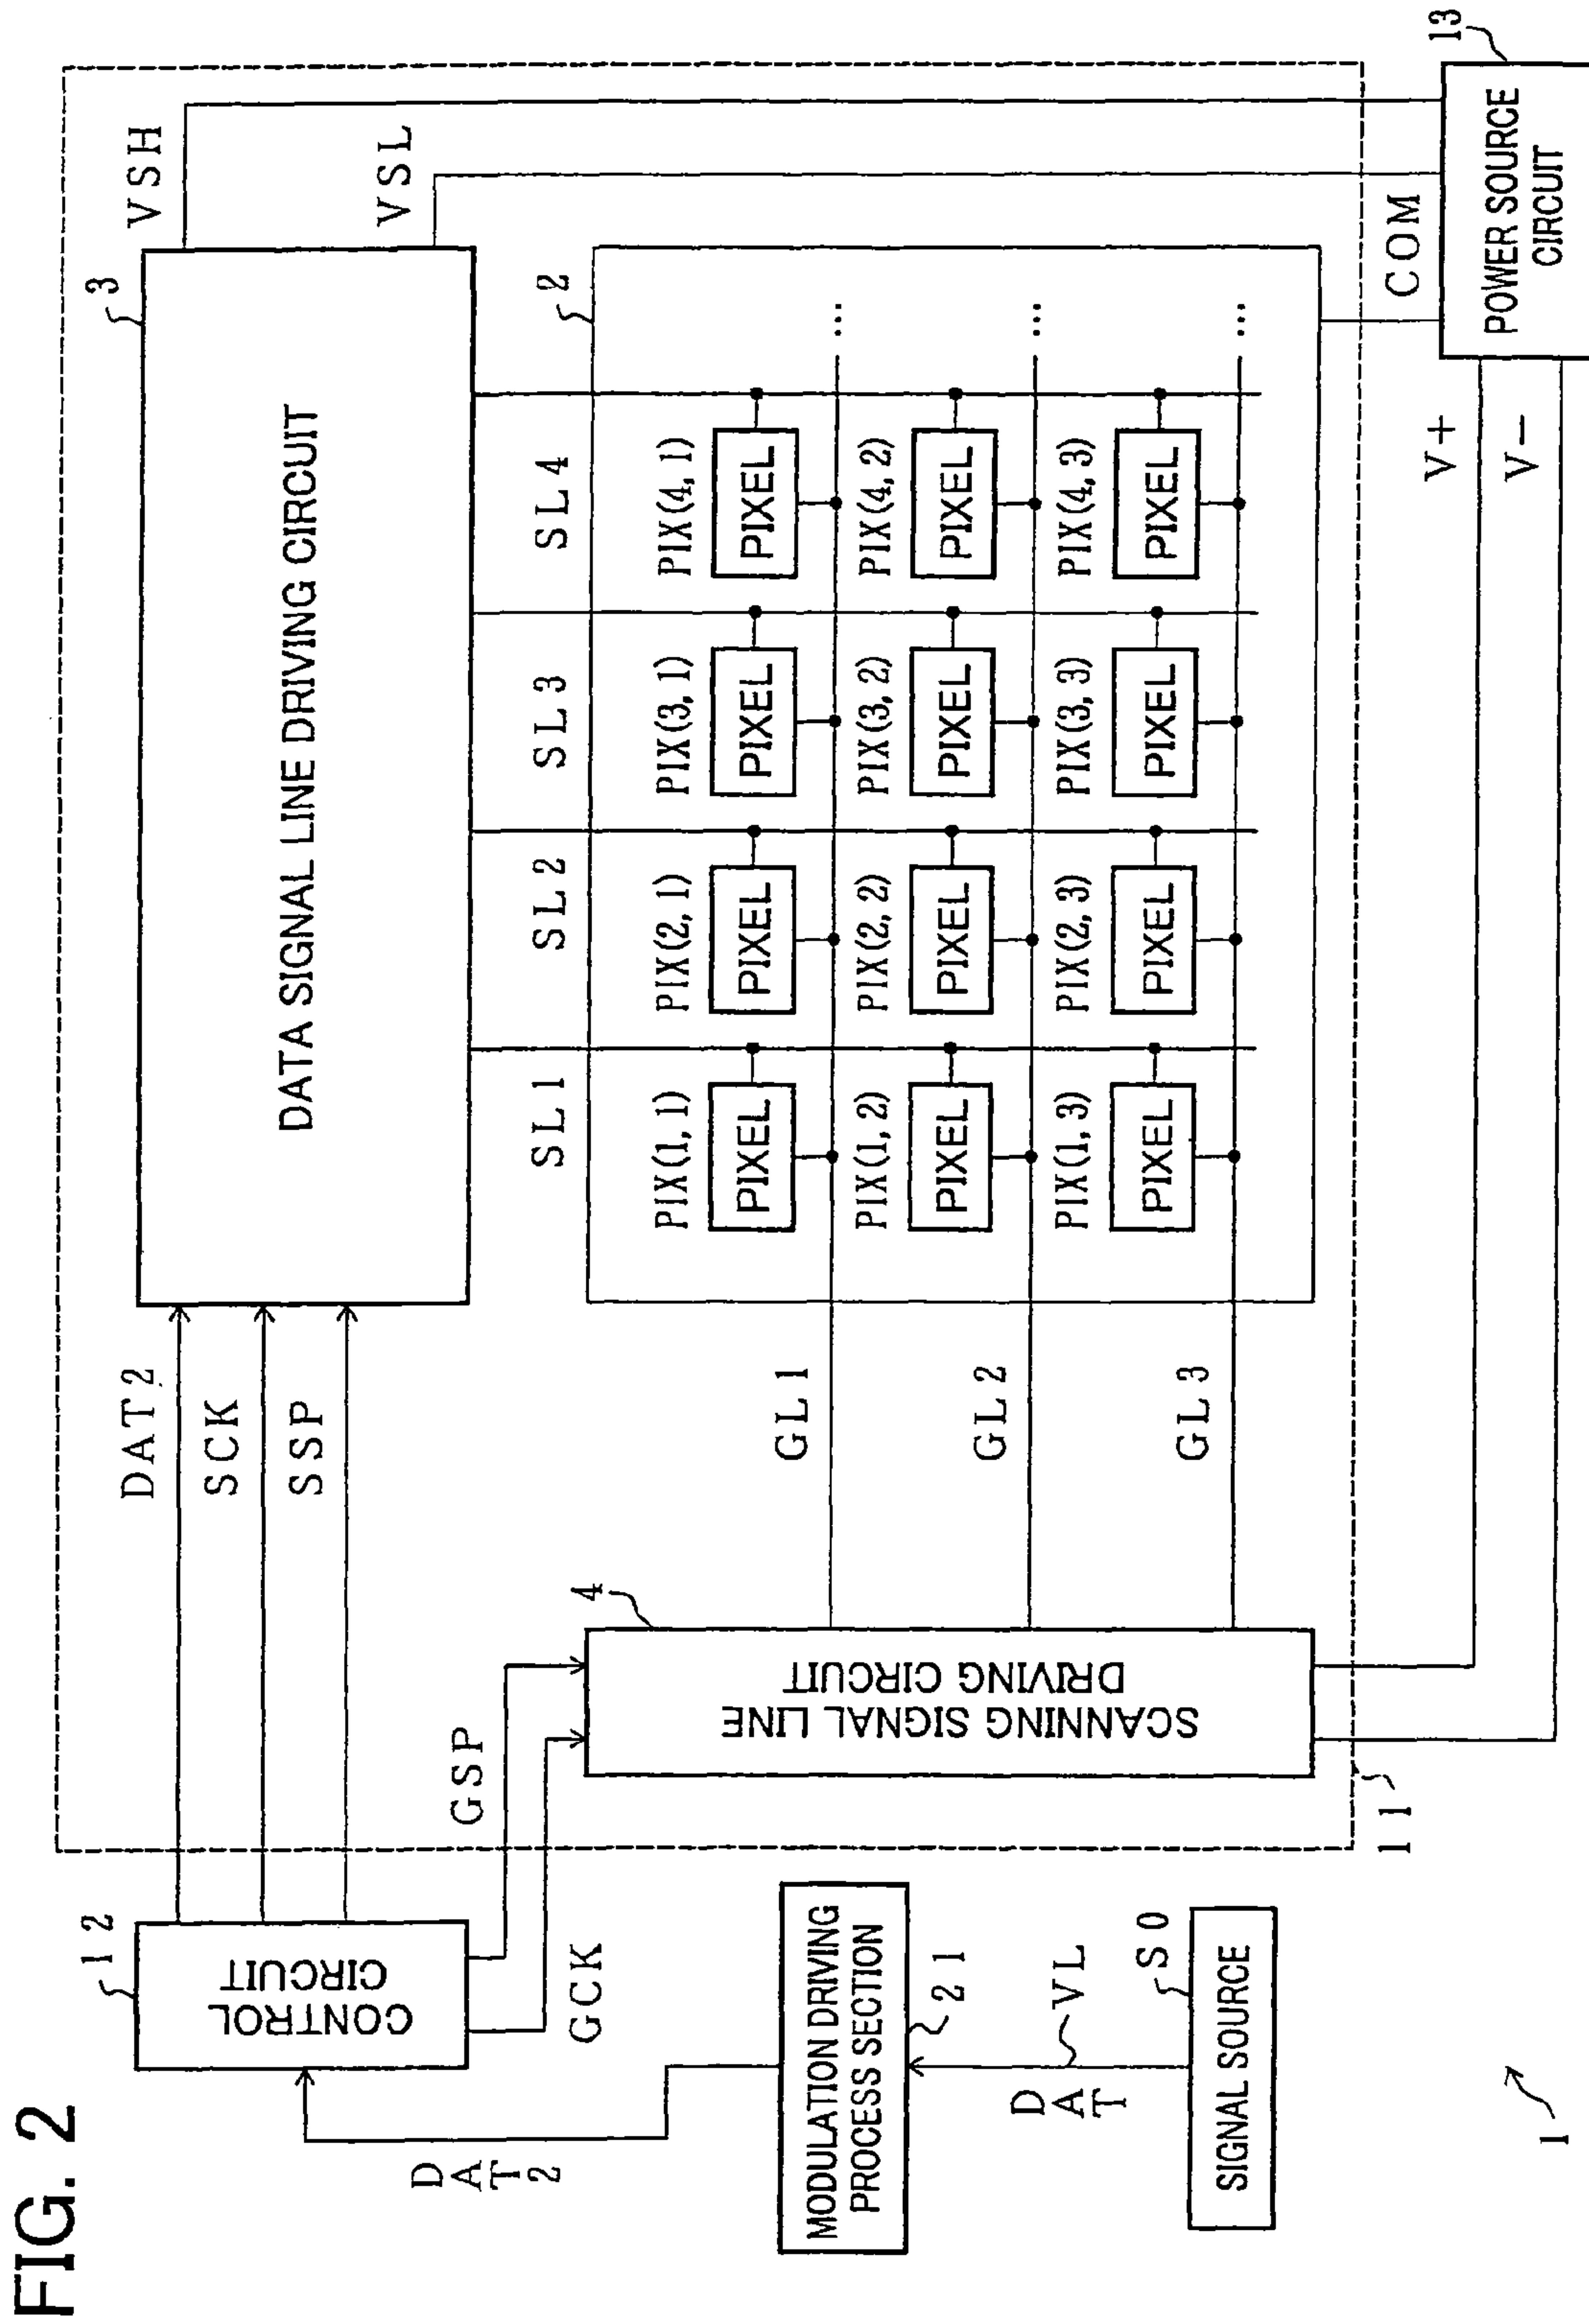 FIG. 2
12
CONTROL
CIRCUIT
DAT2
SCK
SSP
3
DATA SIGNAL LINE DRIVING CIRCUIT
VSH
VSL
GSP
GCK
DAT2
4
SCANNING SIGNAL LINE
DRIVING CIRCUIT
SL1
SL2
SL3
SL4
2
PIX(1,1)
PIX(2,1)
PIX(3,1)
PIX(4,1)
PIXEL
PIXEL
PIXEL
PIXEL
GL1
...
PIX(1,2)
PIX(2,2)
PIX(3,2)
PIX(4,2)
PIXEL
PIXEL
PIXEL
PIXEL
GL2
...
PIX(1,3)
PIX(2,3)
PIX(3,3)
PIX(4,3)
PIXEL
PIXEL
PIXEL
PIXEL
GL3
...
MODULATION DRIVING
PROCESS SECTION
21
DAT
VL
S0
SIGNAL SOURCE
11
COM
V+
V-
13
POWER SOURCE
CIRCUIT
1